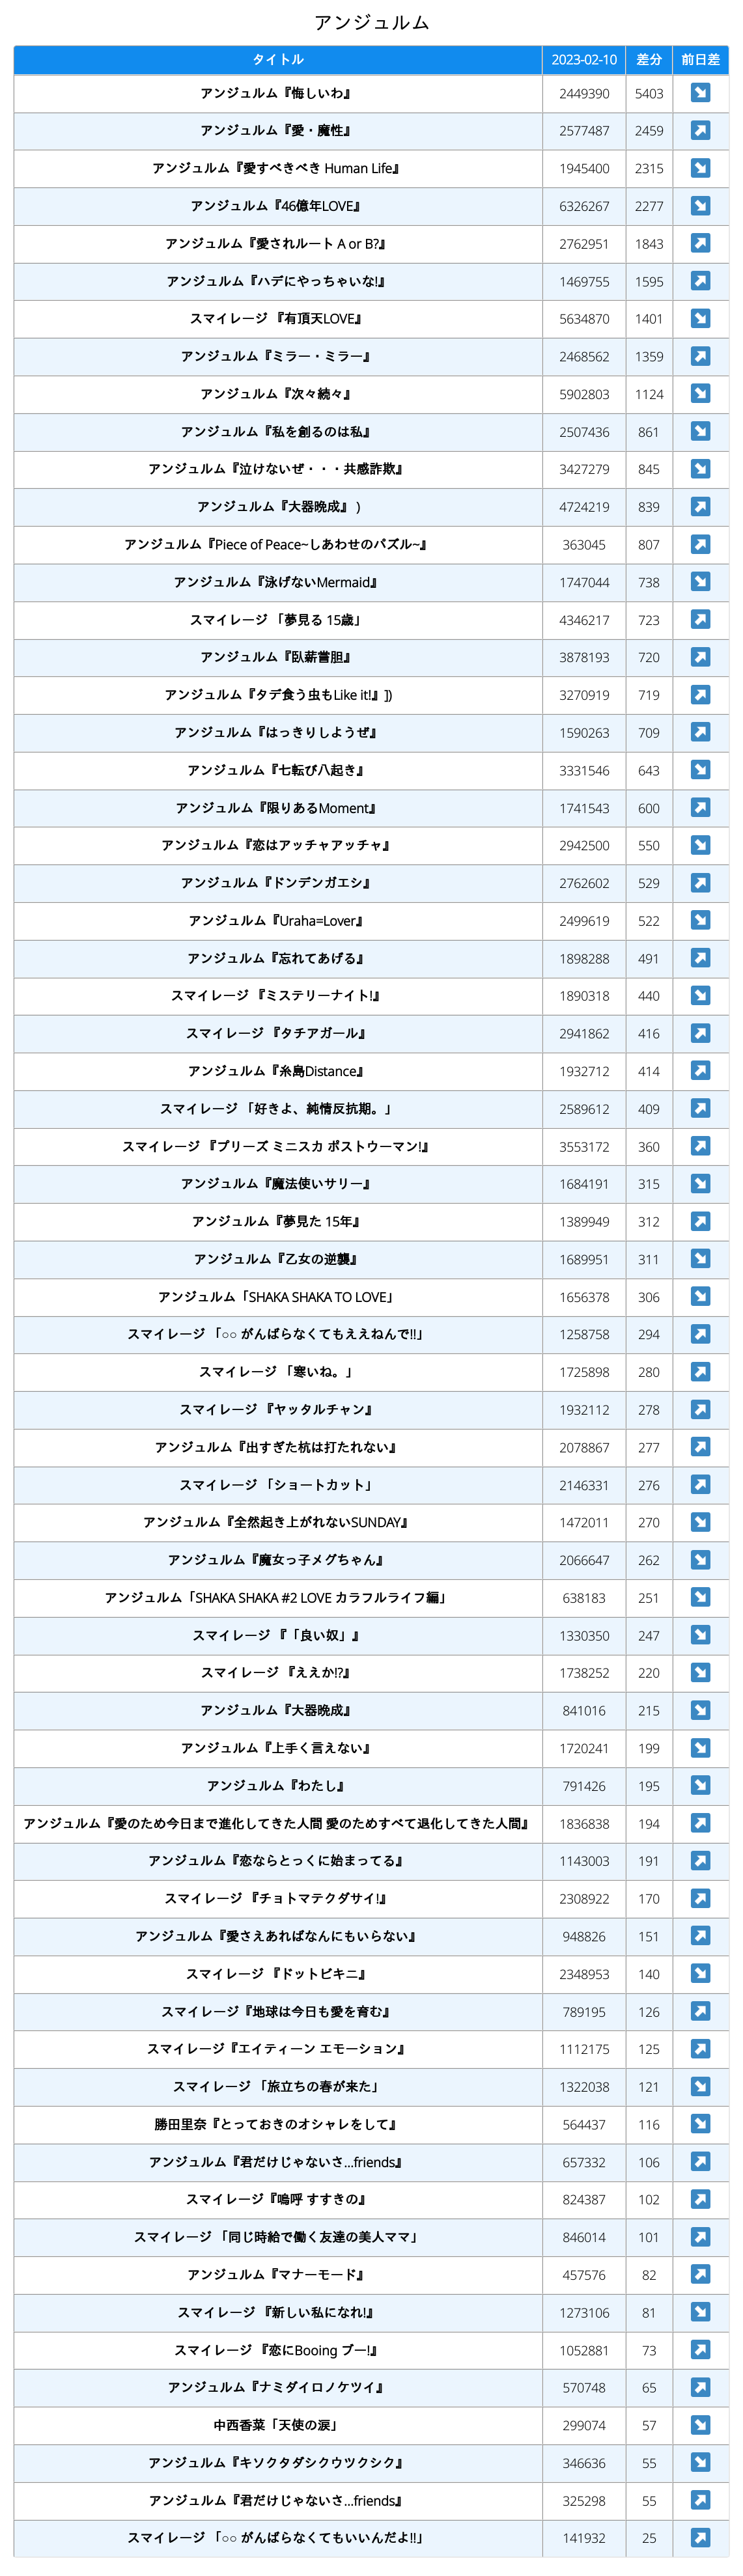 アンジュルム
タイトル 2023-02-10 差分 前日差
アンジュルム『悔しいわ』 2449390 5403 ↘
アンジュルム『愛・魔性』 2577487 2459 ↗
アンジュルム『愛すべきべき Human Life』 1945400 2315 ↘
アンジュルム『46億年LOVE』 6326267 2277 ↘
アンジュルム『愛されルート A or B?』 2762951 1843 ↗
アンジュルム『ハデにやっちゃいな!』 1469755 1595 ↗
スマイレージ 『有頂天LOVE』 5634870 1401 ↘
アンジュルム『ミラー・ミラー』 2468562 1359 ↗
アンジュルム『次々続々』 5902803 1124 ↘
アンジュルム『私を創るのは私』 2507436 861 ↘
アンジュルム『泣けないぜ・・・共感詐欺』 3427279 845 ↘
アンジュルム『大器晩成』 ) 4724219 839 ↗
アンジュルム『Piece of Peace~しあわせのパズル~』 363045 807 ↗
アンジュルム『泳げないMermaid』 1747044 738 ↘
スマイレージ 「夢見る 15歳」 4346217 723 ↗
アンジュルム『臥薪嘗胆』 3878193 720 ↗
アンジュルム『タデ食う虫もLike it!』]) 3270919 719 ↗
アンジュルム『はっきりしようぜ』 1590263 709 ↗
アンジュルム『七転び八起き』 3331546 643 ↘
アンジュルム『限りあるMoment』 1741543 600 ↗
アンジュルム『恋はアッチャアッチャ』 2942500 550 ↘
アンジュルム『ドンデンガエシ』 2762602 529 ↗
アンジュルム『Uraha=Lover』 2499619 522 ↘
アンジュルム『忘れてあげる』 1898288 491 ↗
スマイレージ 『ミステリーナイト!』 1890318 440 ↘
スマイレージ 『タチアガール』 2941862 416 ↗
アンジュルム『糸島Distance』 1932712 414 ↗
スマイレージ 「好きよ、純情反抗期。」 2589612 409 ↗
スマイレージ 『プリーズ ミニスカ ポストウーマン!』 3553172 360 ↗
アンジュルム『魔法使いサリー』 1684191 315 ↘
アンジュルム『夢見た 15年』 1389949 312 ↗
アンジュルム『乙女の逆襲』 1689951 311 ↘
アンジュルム「SHAKA SHAKA TO LOVE」 1656378 306 ↘
スマイレージ 「○○ がんばらなくてもええねんで!!」 1258758 294 ↗
スマイレージ 「寒いね。」 1725898 280 ↗
スマイレージ 『ヤッタルチャン』 1932112 278 ↗
アンジュルム『出すぎた杭は打たれない』 2078867 277 ↗
スマイレージ 「ショートカット」 2146331 276 ↗
アンジュルム『全然起き上がれないSUNDAY』 1472011 270 ↘
アンジュルム『魔女っ子メグちゃん』 2066647 262 ↘
アンジュルム「SHAKA SHAKA #2 LOVE カラフルライフ編」 638183 251 ↘
スマイレージ 『「良い奴」』 1330350 247 ↘
スマイレージ 『ええか!?』 1738252 220 ↘
アンジュルム『大器晩成』 841016 215 ↘
アンジュルム『上手く言えない』 1720241 199 ↘
アンジュルム『わたし』 791426 195 ↘
アンジュルム『愛のため今日まで進化してきた人間 愛のためすべて退化してきた人間』 1836838 194 ↗
アンジュルム『恋ならとっくに始まってる』 1143003 191 ↗
スマイレージ 『チョトマテクダサイ!』 2308922 170 ↗
アンジュルム『愛さえあればなんにもいらない』 948826 151 ↗
スマイレージ 『ドットビキニ』 2348953 140 ↘
スマイレージ『地球は今日も愛を育む』 789195 126 ↗
スマイレージ『エイティーン エモーション』 1112175 125 ↗
スマイレージ 「旅立ちの春が来た」 1322038 121 ↘
勝田里奈『とっておきのオシャレをして』 564437 116 ↘
アンジュルム『君だけじゃないさ...friends』 657332 106 ↗
スマイレージ『嗚呼 すすきの』 824387 102 ↗
スマイレージ 「同じ時給で働く友達の美人ママ」 846014 101 ↗
アンジュルム『マナーモード』 457576 82 ↗
スマイレージ 『新しい私になれ!』 1273106 81 ↘
スマイレージ 『恋にBooing ブー!』 1052881 73 ↗
アンジュルム『ナミダイロノケツイ』 570748 65 ↗
中西香菜「天使の涙」 299074 57 ↘
アンジュルム『キソクタダシクウツクシク』 346636 55 ↘
アンジュルム『君だけじゃないさ...friends』 325298 55 ↗
スマイレージ 「○○ がんばらなくてもいいんだよ!!」 141932 25 ↗